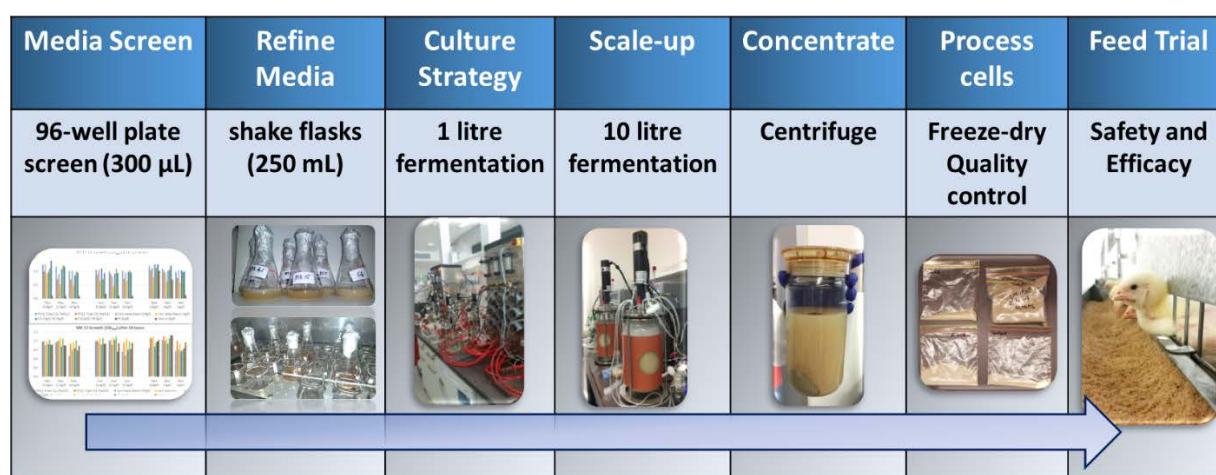 Media Screen
Refine
Media
Culture
Strategy
Scale-up
Concentrate
Process
cells
Feed Trial
96-well plate
screen (300 µL)
shake flasks
(250 mL)
1 litre
fermentation
10 litre
fermentation
Centrifuge
Freeze-dry
Quality
control
Safety and
Efficacy